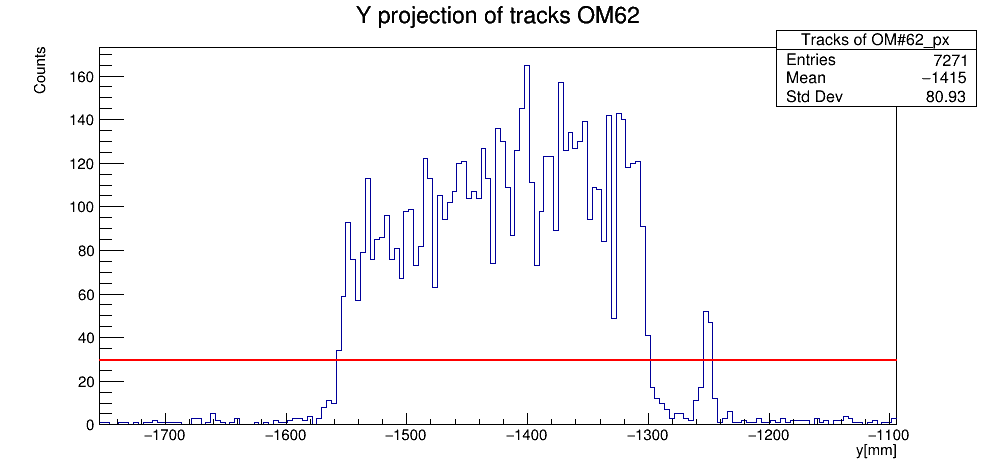 Y projection of tracks OM62
Tracks of OM#62_px
Entries 7271
Mean −1415
Std Dev 80.93
Counts
160
140
120
100
80
60
40
20
0
−1700 −1600 −1500 −1400 −1300 −1200 −1100
y[mm]